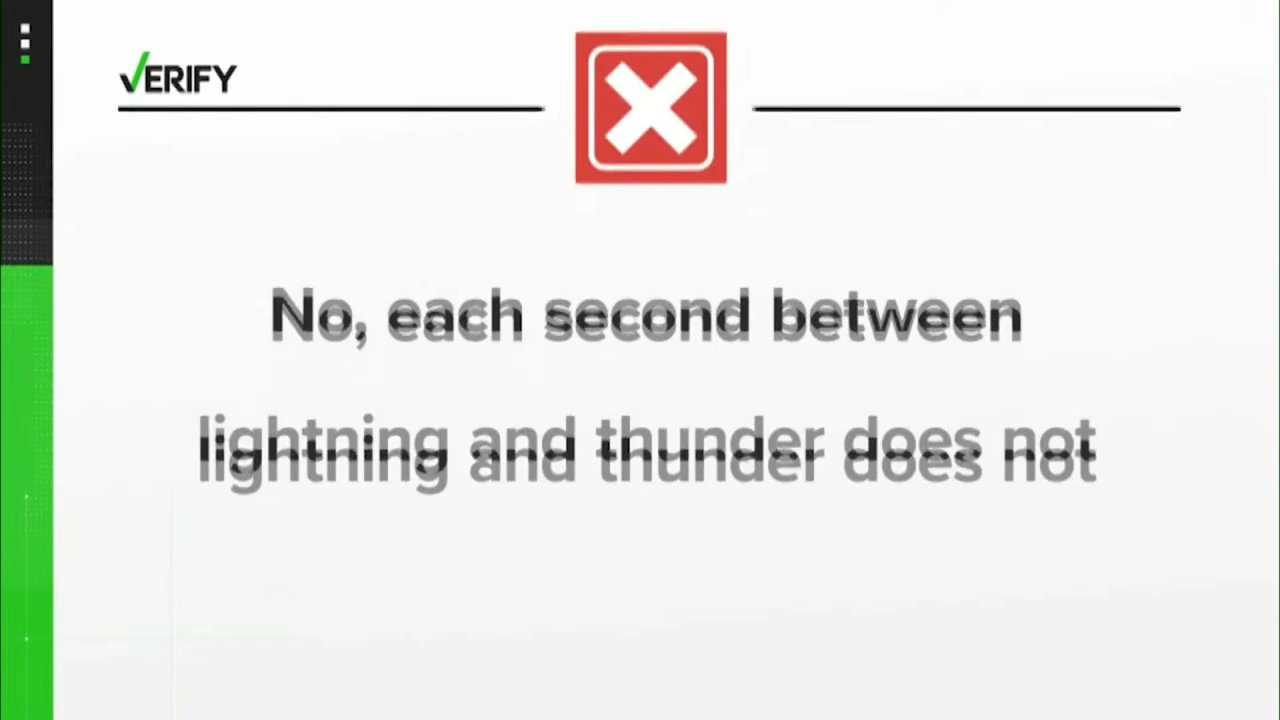 VERIFY
No, each second between
lightning and thunder does not